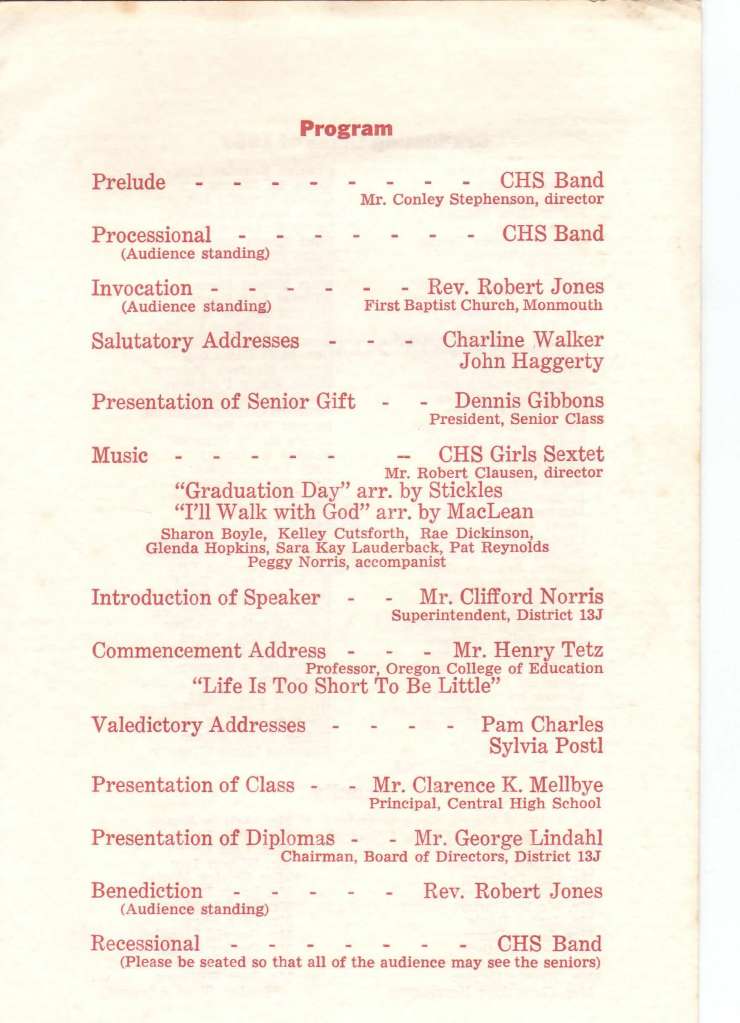 Program
Prelude - - - - - - - - CHS Band
Mr. Conley Stephenson, director
Processional - - - - - - - CHS Band
(Audience standing)
Invocation - - - - - - Rev. Robert Jones
(Audience standing) First Baptist Church, Monmouth
Salutatory Addresses - - - Charline Walker
John Haggerty
Presentation of Senior Gift - - Dennis Gibbons
President, Senior Class
Music - - - - - – CHS Girls Sextet
Mr. Robert Clausen, director
“Graduation Day” arr. by Stickles
“I’ll Walk with God” arr. by MacLean
Sharon Boyle, Kelley Cutsforth, Rae Dickinson,
Glenda Hopkins, Sara Kay Lauderback, Pat Reynolds
Peggy Norris, accompanist
Introduction of Speaker - - Mr. Clifford Norris
Superintendent, District 13J
Commencement Address - - - Mr. Henry Tetz
Professor, Oregon College of Education
“Life Is Too Short To Be Little”
Valedictory Addresses - - - - Pam Charles
Sylvia Postl
Presentation of Class - - Mr. Clarence K. Mellbye
Principal, Central High School
Presentation of Diplomas - - Mr. George Lindahl
Chairman, Board of Directors, District 13J
Benediction - - - - - Rev. Robert Jones
(Audience standing)
Recessional - - - - - - - CHS Band
(Please be seated so that all of the audience may see the seniors)